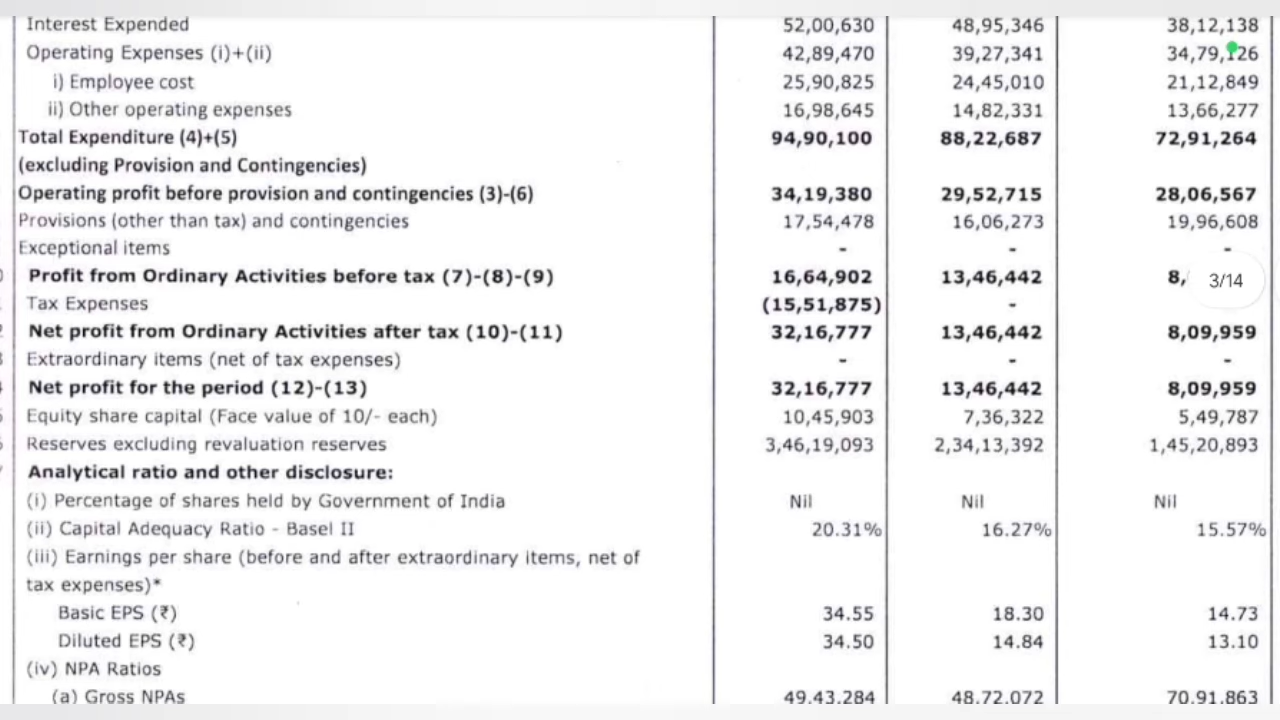 Interest Expended 52,00,630 48,95,346 38,12,138
Operating Expenses (i)+(ii) 42,89,470 39,27,341 34,79,126
i) Employee cost 25,90,825 24,45,010 21,12,849
ii) Other operating expenses 16,98,645 14,82,331 13,66,277
Total Expenditure (4)+(5) 94,90,100 88,22,687 72,91,264
(excluding Provision and Contingencies)
Operating profit before provision and contingencies (3)-(6) 34,19,380 29,52,715 28,06,567
Provisions (other than tax) and contingencies 17,54,478 16,06,273 19,96,608
Exceptional items - - -
Profit from Ordinary Activities before tax (7)-(8)-(9) 16,64,902 13,46,442 8, 3/14
Tax Expenses (15,51,875) -
Net profit from Ordinary Activities after tax (10)-(11) 32,16,777 13,46,442 8,09,959
Extraordinary items (net of tax expenses) - - -
Net profit for the period (12)-(13) 32,16,777 13,46,442 8,09,959
Equity share capital (Face value of 10/- each) 10,45,903 7,36,322 5,49,787
Reserves excluding revaluation reserves 3,46,19,093 2,34,13,392 1,45,20,893
Analytical ratio and other disclosure:
(i) Percentage of shares held by Government of India Nil Nil Nil
(ii) Capital Adequacy Ratio - Basel II 20.31% 16.27% 15.57%
(iii) Earnings per share (before and after extraordinary items, net of
tax expenses)*
Basic EPS (₹) 34.55 18.30 14.73
Diluted EPS (₹) 34.50 14.84 13.10
(iv) NPA Ratios
(a) Gross NPAs 49,43,284 48,72,072 70,91,863